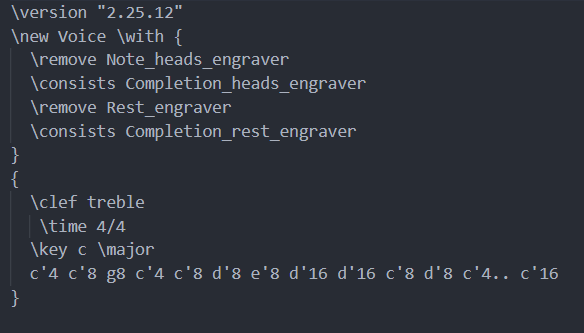 \version "2.25.12"
\new Voice \with {
  \remove Note_heads_engraver
  \consists Completion_heads_engraver
  \remove Rest_engraver
  \consists Completion_rest_engraver
}
{
  \clef treble
   \time 4/4
  \key c \major
  c'4 c'8 g8 c'4 c'8 d'8 e'8 d'16 d'16 c'8 d'8 c'4.. c'16
}